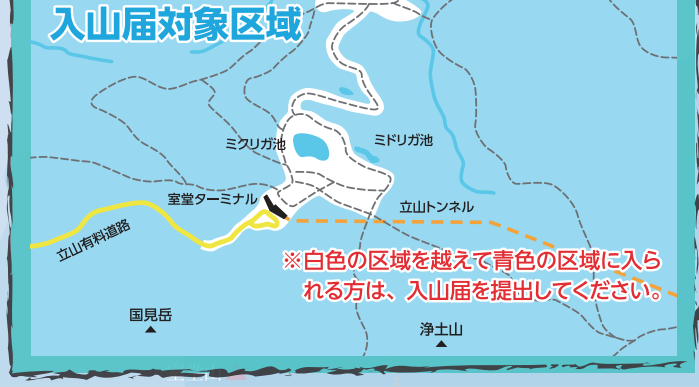 入山届対象区域
ミクリガ池
ミドリガ池
室堂ターミナル
立山トンネル
立山有料道路
※白色の区域を越えて青色の区域に入ら
れる方は、入山届を提出してください。
国見岳
浄土山